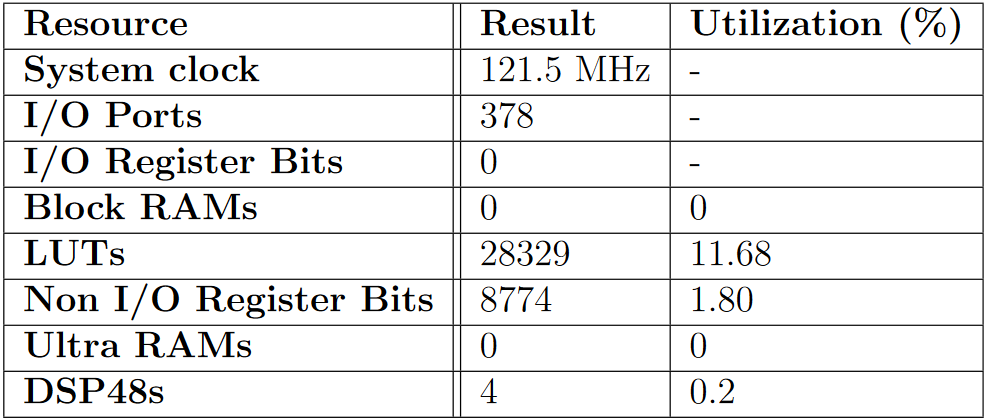 Resource Result Utilization (%)
System clock 121.5 MHz -
I/O Ports 378 -
I/O Register Bits 0 -
Block RAMs 0 0
LUTs 28329 11.68
Non I/O Register Bits 8774 1.80
Ultra RAMs 0 0
DSP48s 4 0.2